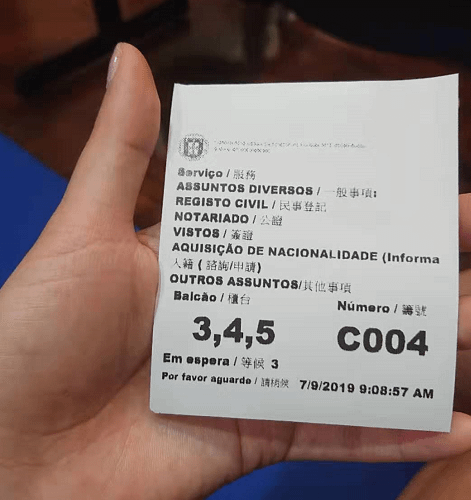 Serviço / 服務
ASSUNTOS DIVERSOS / 一般事項:
REGISTO CIVIL / 民事登記
NOTARIADO / 公證
VISTOS / 簽證
AQUISIÇÃO DE NACIONALIDADE (Informa
入籍 ( 諮詢/申請)
OUTROS ASSUNTOS/其他事項
Balcão / 櫃台 Número / 籌號
3,4,5 C004
Em espera / 等候 3
Por favor aguarde / 請稍候 7/9/2019 9:08:57 AM